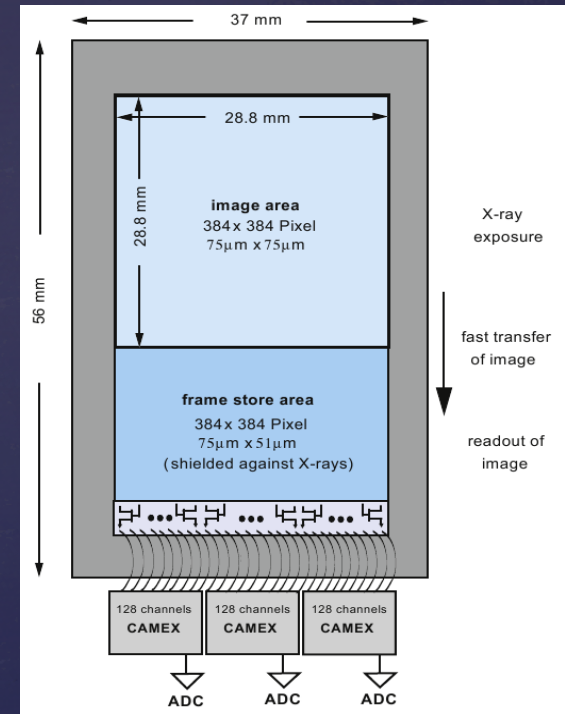 37 mm
28.8 mm
28.8 mm
image area
384x 384 Pixel
75µm x 75µm
X-ray
exposure
56 mm
fast transfer
of image
frame store area
384x 384 Pixel
75µm x 51µm
(shielded against X-rays)
readout of
image
128 channels
CAMEX
128 channels
CAMEX
128 channels
CAMEX
ADC
ADC
ADC